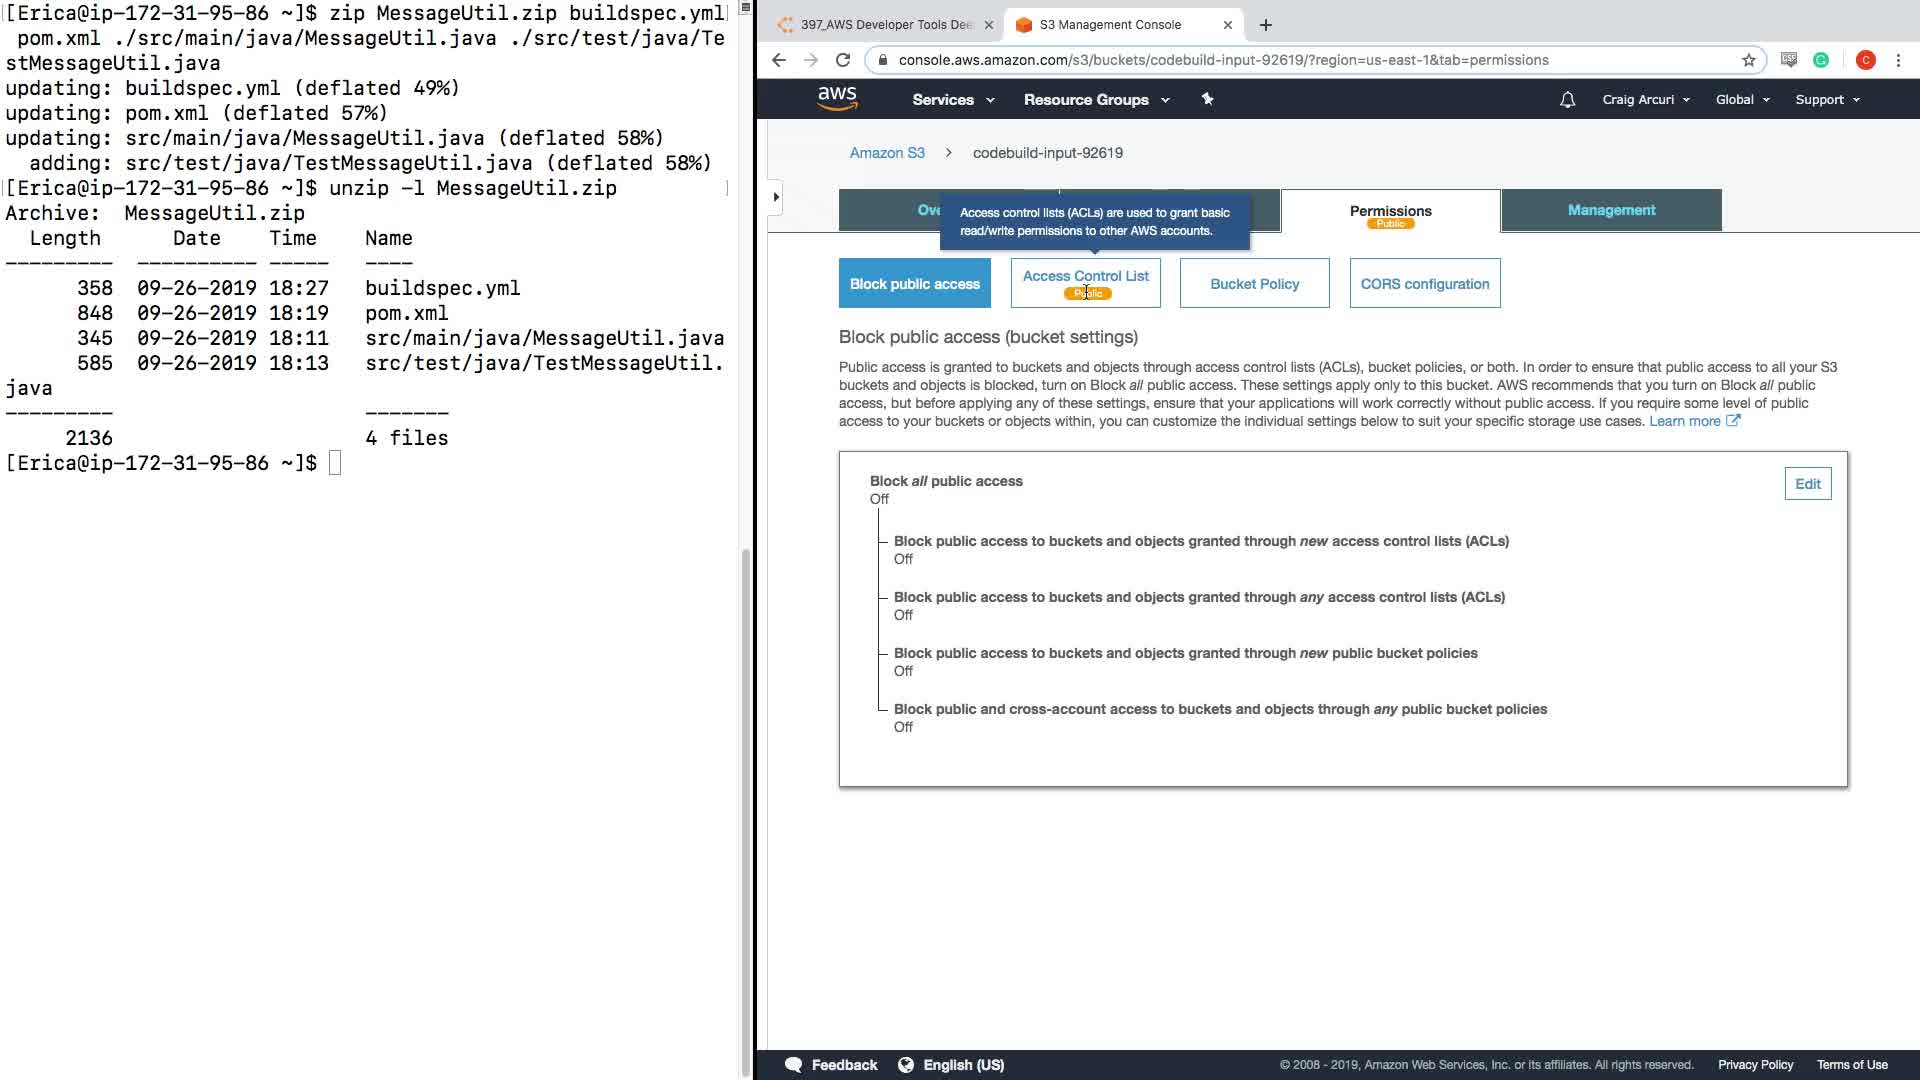 [Erica@ip-172-31-95-86 ~]$ zip MessageUtil.zip buildspec.yml
pom.xml ./src/main/java/MessageUtil.java ./src/test/java/Te
stMessageUtil.java
updating: buildspec.yml (deflated 49%)
updating: pom.xml (deflated 57%)
updating: src/main/java/MessageUtil.java (deflated 58%)
adding: src/test/java/TestMessageUtil.java (deflated 58%)
[Erica@ip-172-31-95-86 ~]$ unzip -l MessageUtil.zip ]
Archive:  MessageUtil.zip
Length Date Time Name
--------- ---------- ----- ----
358 09-26-2019 18:27 buildspec.yml
848 09-26-2019 18:19 pom.xml
345 09-26-2019 18:11 src/main/java/MessageUtil.java
585 09-26-2019 18:13 src/test/java/TestMessageUtil.
java
--------- -------
2136 4 files
[Erica@ip-172-31-95-86 ~]$
397_AWS Developer Tools Dee
S3 Management Console
console.aws.amazon.com/s3/buckets/codebuild-input-92619/?region=us-east-1&tab=permissions
C
aws
Services
Resource Groups
Craig Arcuri
Global
Support
Amazon S3 > codebuild-input-92619
Ove
Access control lists (ACLs) are used to grant basic
read/write permissions to other AWS accounts.
Permissions
Public
Management
Block public access
Access Control List
Public
Bucket Policy
CORS configuration
Block public access (bucket settings)
Public access is granted to buckets and objects through access control lists (ACLs), bucket policies, or both. In order to ensure that public access to all your S3
buckets and objects is blocked, turn on Block all public access. These settings apply only to this bucket. AWS recommends that you turn on Block all public
access, but before applying any of these settings, ensure that your applications will work correctly without public access. If you require some level of public
access to your buckets or objects within, you can customize the individual settings below to suit your specific storage use cases. Learn more
Block all public access
Off
Edit
Block public access to buckets and objects granted through new access control lists (ACLs)
Off
Block public access to buckets and objects granted through any access control lists (ACLs)
Off
Block public access to buckets and objects granted through new public bucket policies
Off
Block public and cross-account access to buckets and objects through any public bucket policies
Off
Feedback
English (US)
© 2008 - 2019, Amazon Web Services, Inc. or its affiliates. All rights reserved.
Privacy Policy
Terms of Use